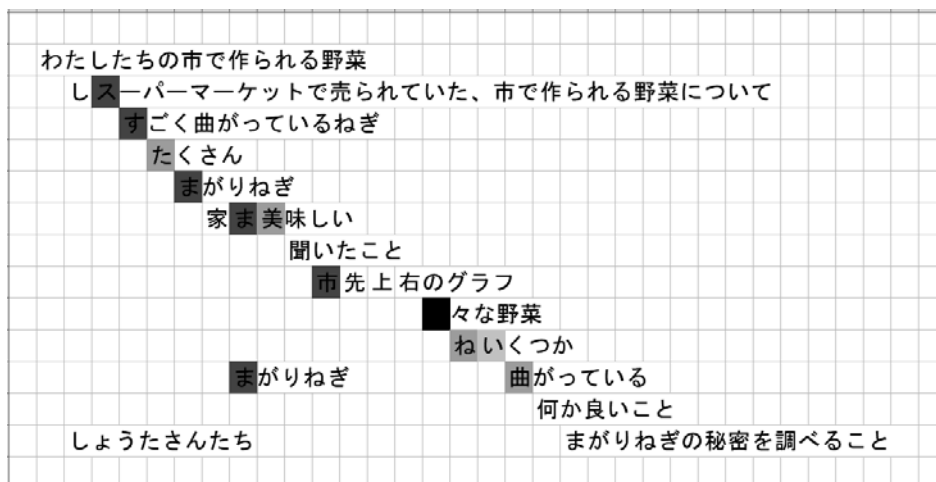 わたしたちの市で作られる野菜
しスーパーマーケットで売られていた、市で作られる野菜について
すごく曲がっているねぎ
たくさん
まがりねぎ
家ま美味しい
聞いたこと
市先上右のグラフ
々な野菜
ねいくつか
まがりねぎ 曲がっている
何か良いこと
しょうたさんたち まがりねぎの秘密を調べること